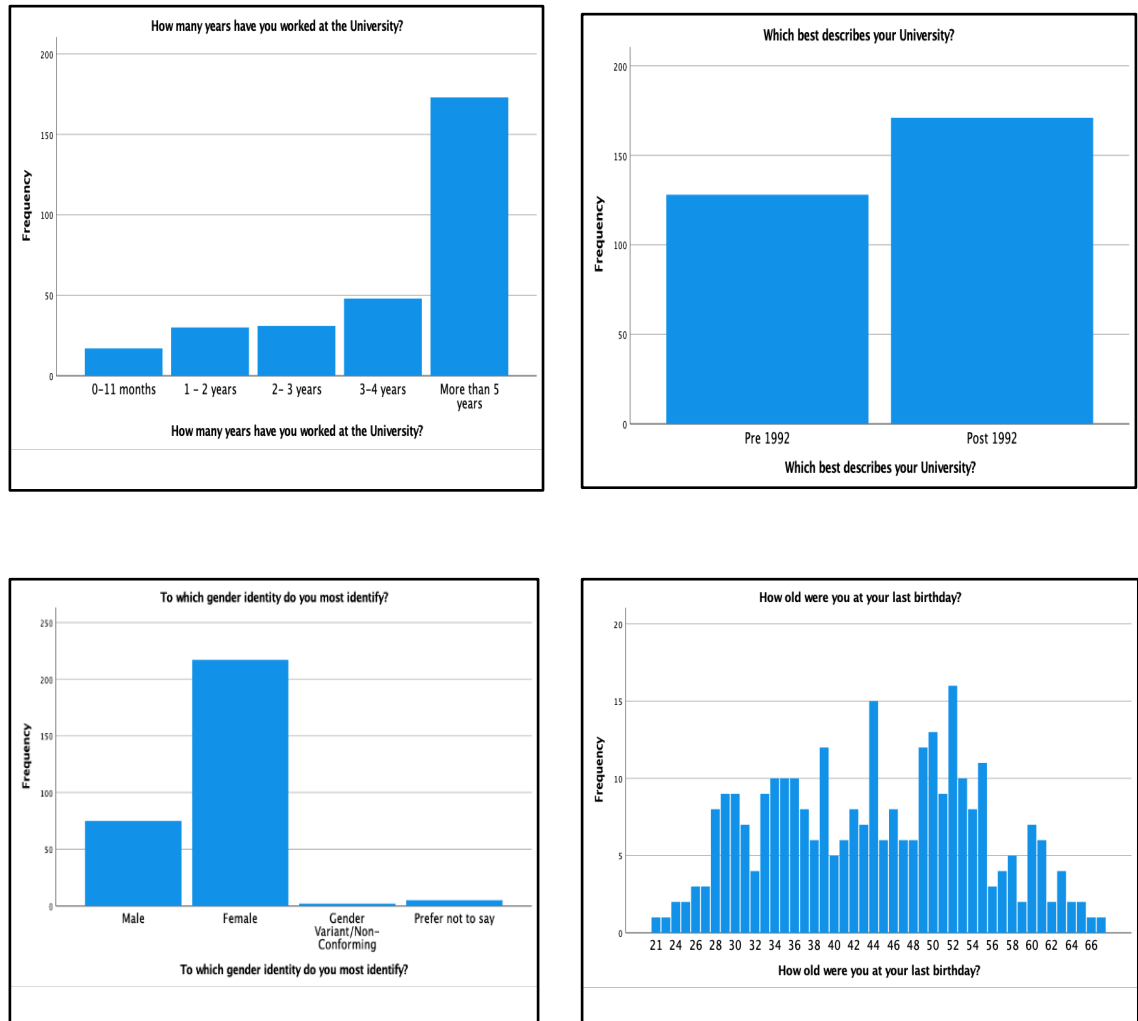 How many years have you worked at the University?
200
150
100
50
0
Frequency
0–11 months 1 – 2 years 2– 3 years 3–4 years More than 5
years
How many years have you worked at the University?
Which best describes your University?
200
150
100
50
0
Frequency
Pre 1992 Post 1992
Which best describes your University?
To which gender identity do you most identify?
250
200
150
100
50
0
Frequency
Male Female Gender Prefer not to say
Variant/Non–
Conforming
To which gender identity do you most identify?
How old were you at your last birthday?
20
15
10
5
0
Frequency
21 24 26 28 30 32 34 36 38 40 42 44 46 48 50 52 54 56 58 60 62 64 66
How old were you at your last birthday?